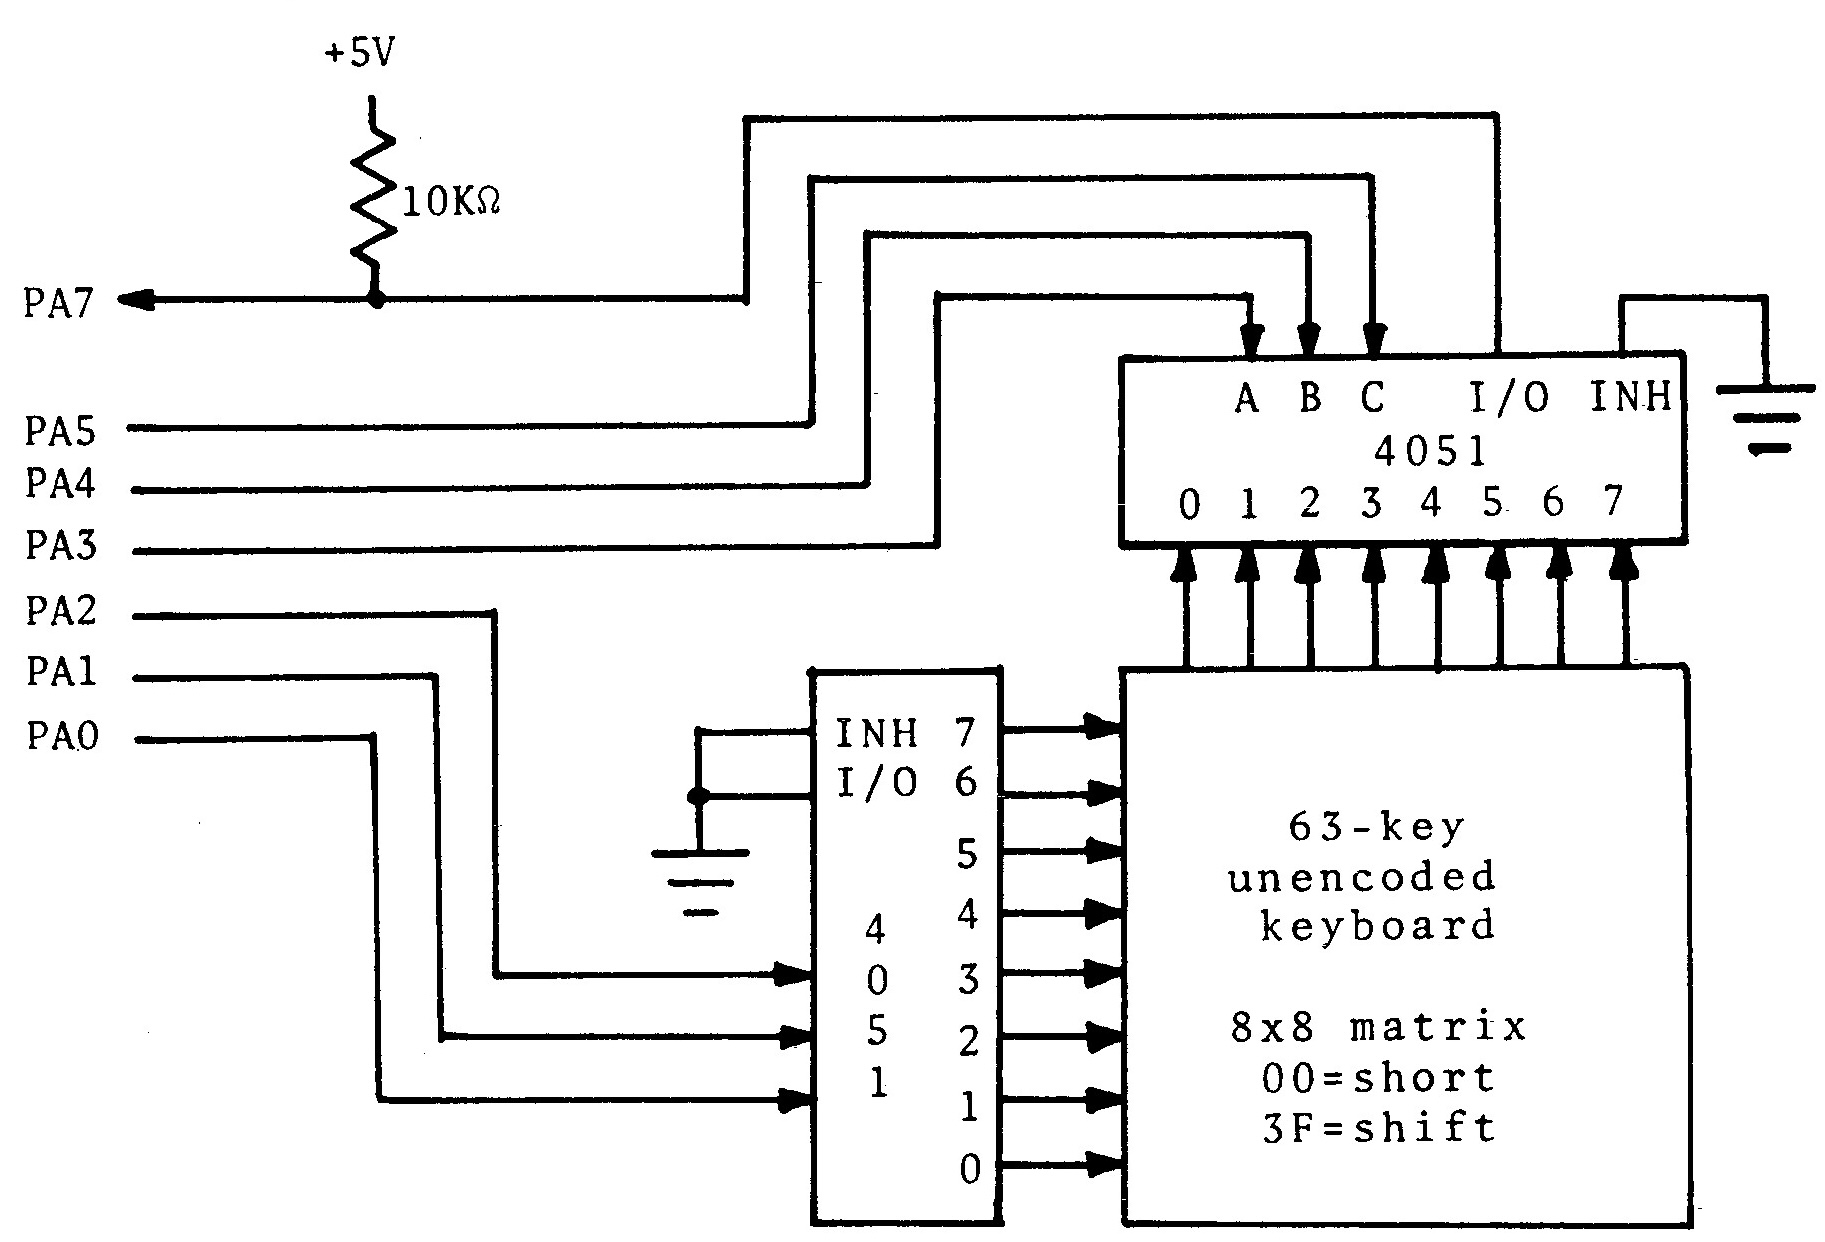 +5V
10KΩ
PA7
PA5
PA4
PA3
PA2
PA1
PA0
A B C I/O INH
4051
0 1 2 3 4 5 6 7
INH 7
I/O 6
5
4
3
2
1
0
4
0
5
1
63-key
unencoded
keyboard
8x8 matrix
00=short
3F=shift